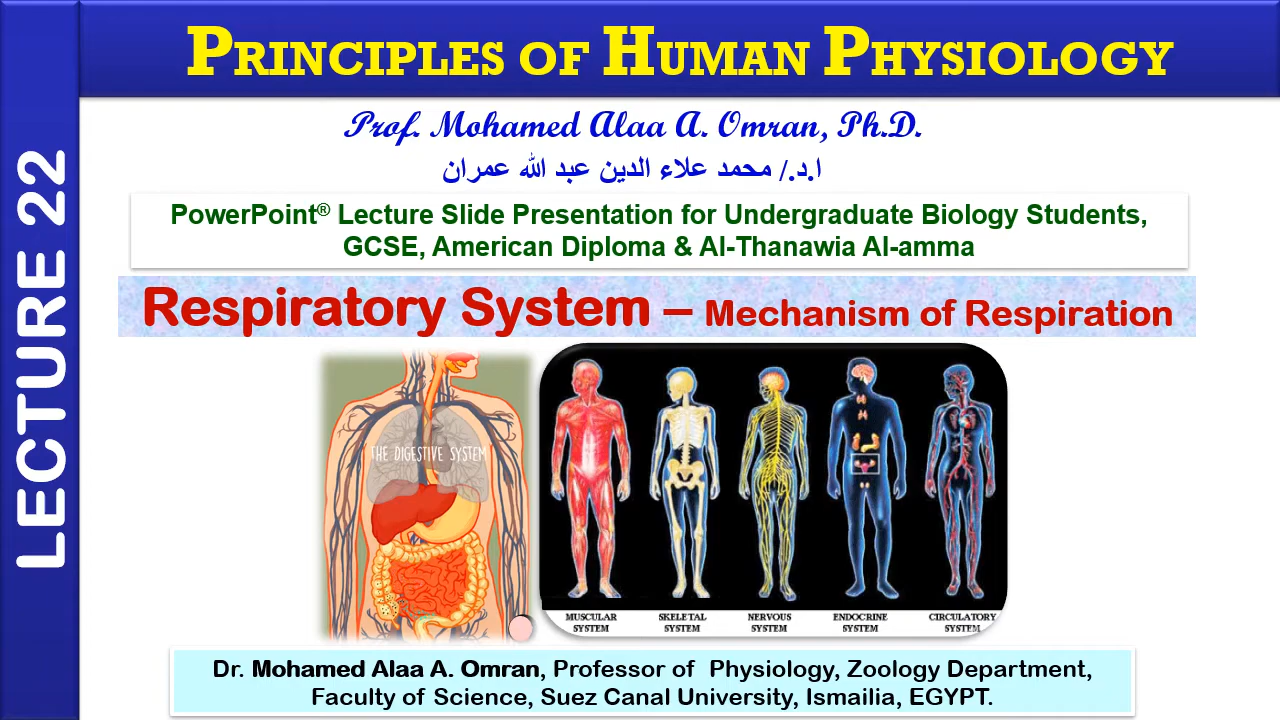 PRINCIPLES OF HUMAN PHYSIOLOGY
LECTURE 22
Prof. Mohamed Alaa A. Omran, Ph.D.
ا.د./ محمد علاء الدين عبد الله عمران
PowerPoint® Lecture Slide Presentation for Undergraduate Biology Students,
GCSE, American Diploma & Al-Thanawia Al-amma
Respiratory System – Mechanism of Respiration
THE DIGESTIVE SYSTEM
MUSCULAR SYSTEM
SKELETAL SYSTEM
NERVOUS SYSTEM
ENDOCRINE SYSTEM
CIRCULATORY SYSTEM
Dr. Mohamed Alaa A. Omran, Professor of Physiology, Zoology Department,
Faculty of Science, Suez Canal University, Ismailia, EGYPT.